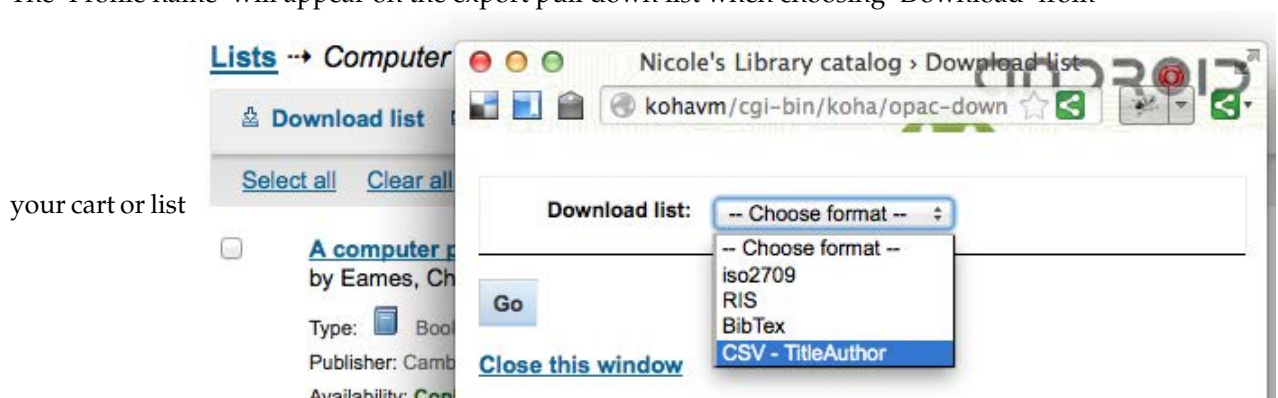 The 'Profile name' will appear on the export pull down list when choosing 'Download' from
your cart or list
Lists ⇢ Computer
Download list
Select all Clear all
A computer p
by Eames, Ch
Type: Book
Publisher: Camb
Availability: Copi
Nicole's Library catalog › Download list
kohavm/cgi-bin/koha/opac-down
Download list: -- Choose format --
-- Choose format --
iso2709
RIS
BibTex
CSV - TitleAuthor
Go
Close this window